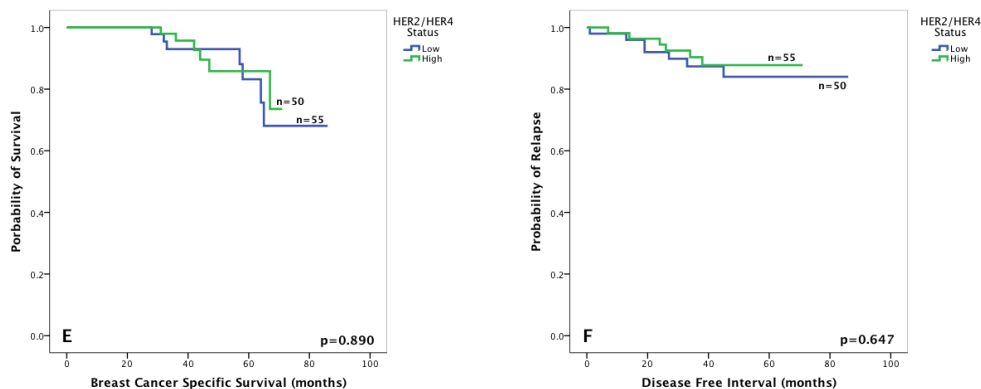 HER2/HER4
Status
Low
High
Porbability of Survival
1.0
0.8
0.6
0.4
0.2
0.0
n=50
n=55
E
p=0.890
0 20 40 60 80 100
Breast Cancer Specific Survival (months)
HER2/HER4
Status
Low
High
Probability of Relapse
1.0
0.8
0.6
0.4
0.2
0.0
n=55
n=50
F
p=0.647
0 20 40 60 80 100
Disease Free Interval (months)